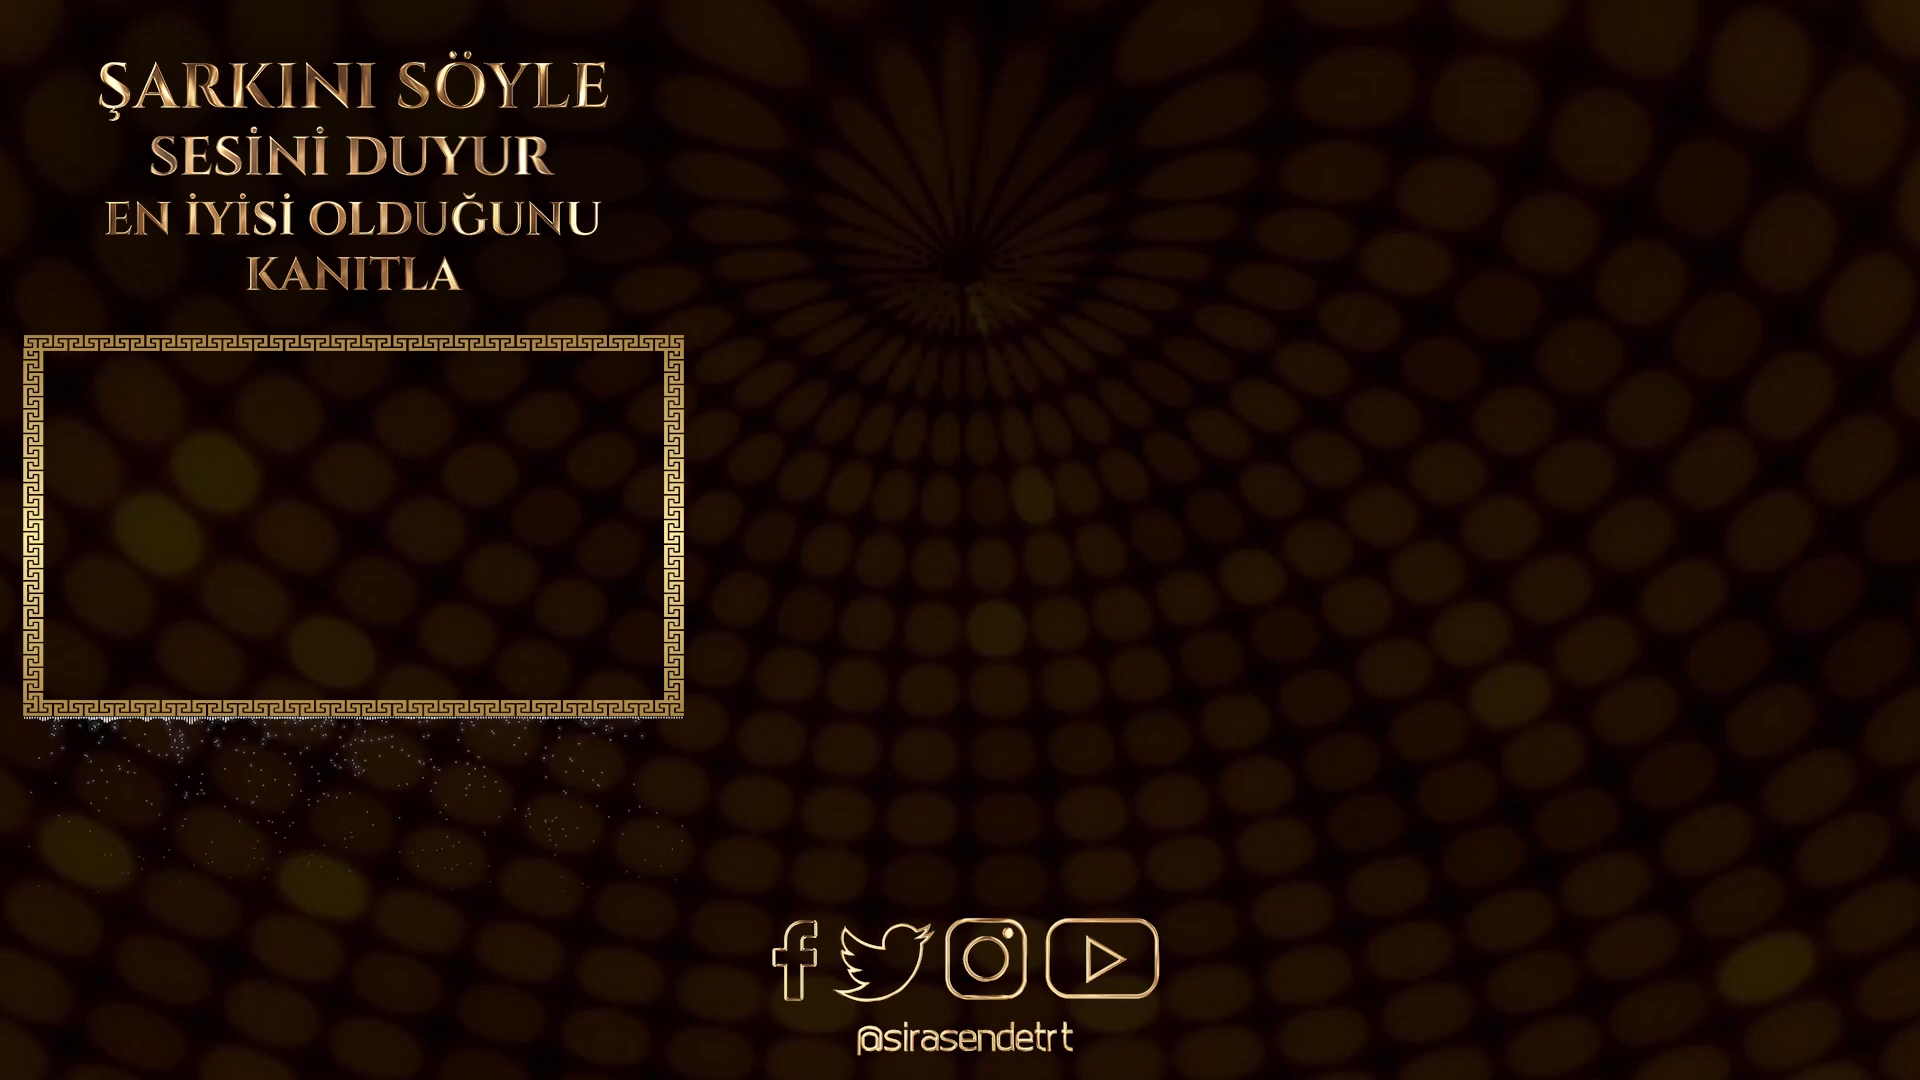 ŞARKINI SÖYLE
SESİNİ DUYUR
EN İYİSİ OLDUĞUNU
KANITLA
@sirasendetrt